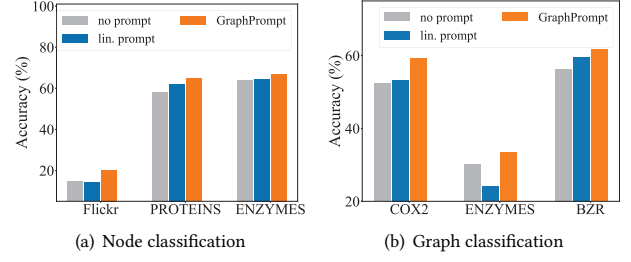 100
80
60
40
20
Accuracy (%)
no prompt
lin. prompt
GraphPrompt
Flickr
PROTEINS
ENZYMES
(a) Node classification
60
40
20
Accuracy (%)
no prompt
lin. prompt
GraphPrompt
COX2
ENZYMES
BZR
(b) Graph classification